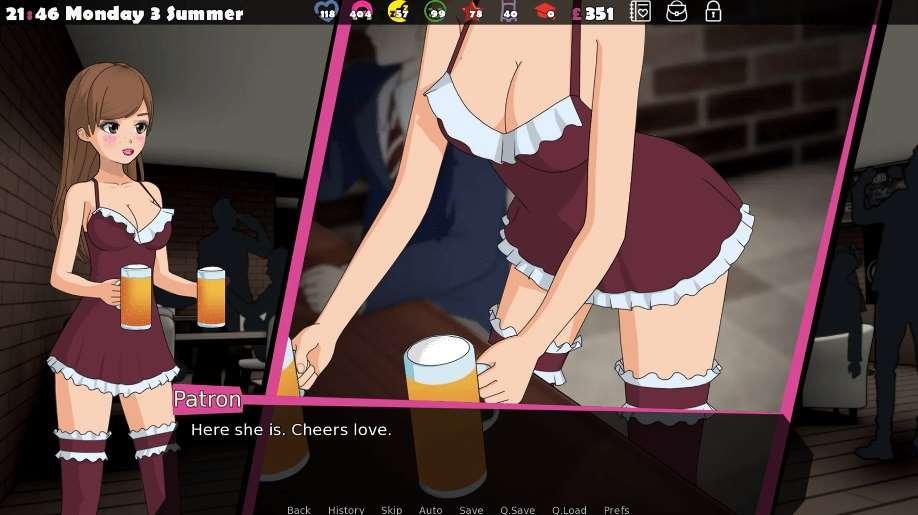 21:46 Monday 3 Summer 118 404 -57 -99 78 40 0 £351
Patron
Here she is. Cheers love.
Back History Skip Auto Save Q.Save Q.Load Prefs